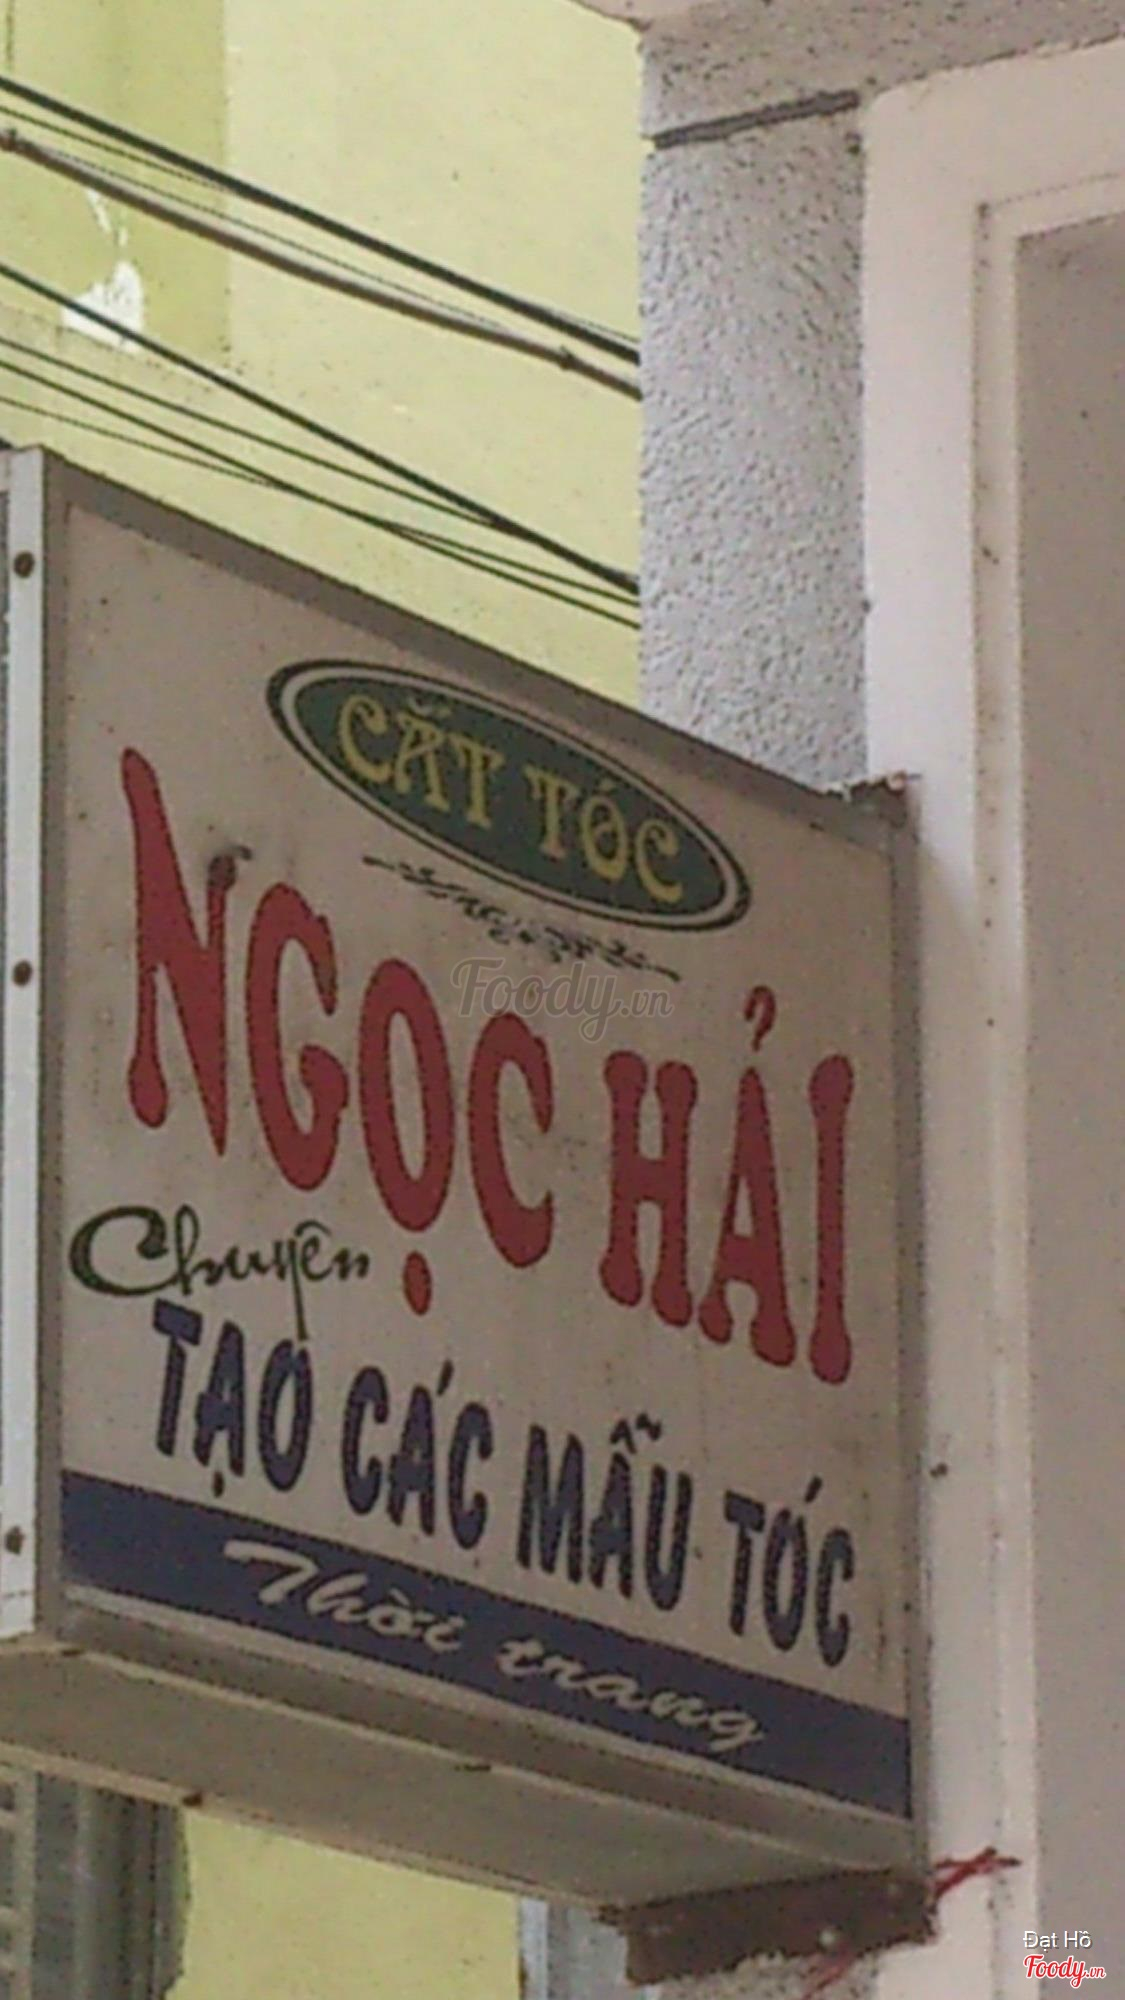 CẮT TÓC
NGỌC HẢI
Chuyên
TẠO CÁC MẪU TÓC
Thời trang
Foody.vn
Đạt Hồ
Foody.vn